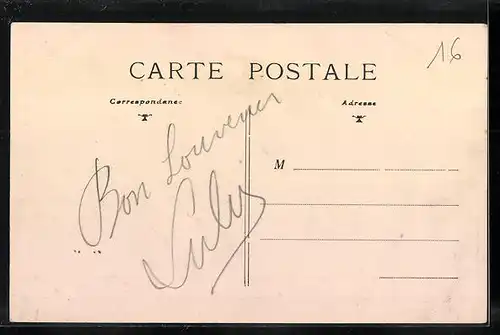 16
CARTE POSTALE
Correspondance
Adresse
Bon Souvenir
M